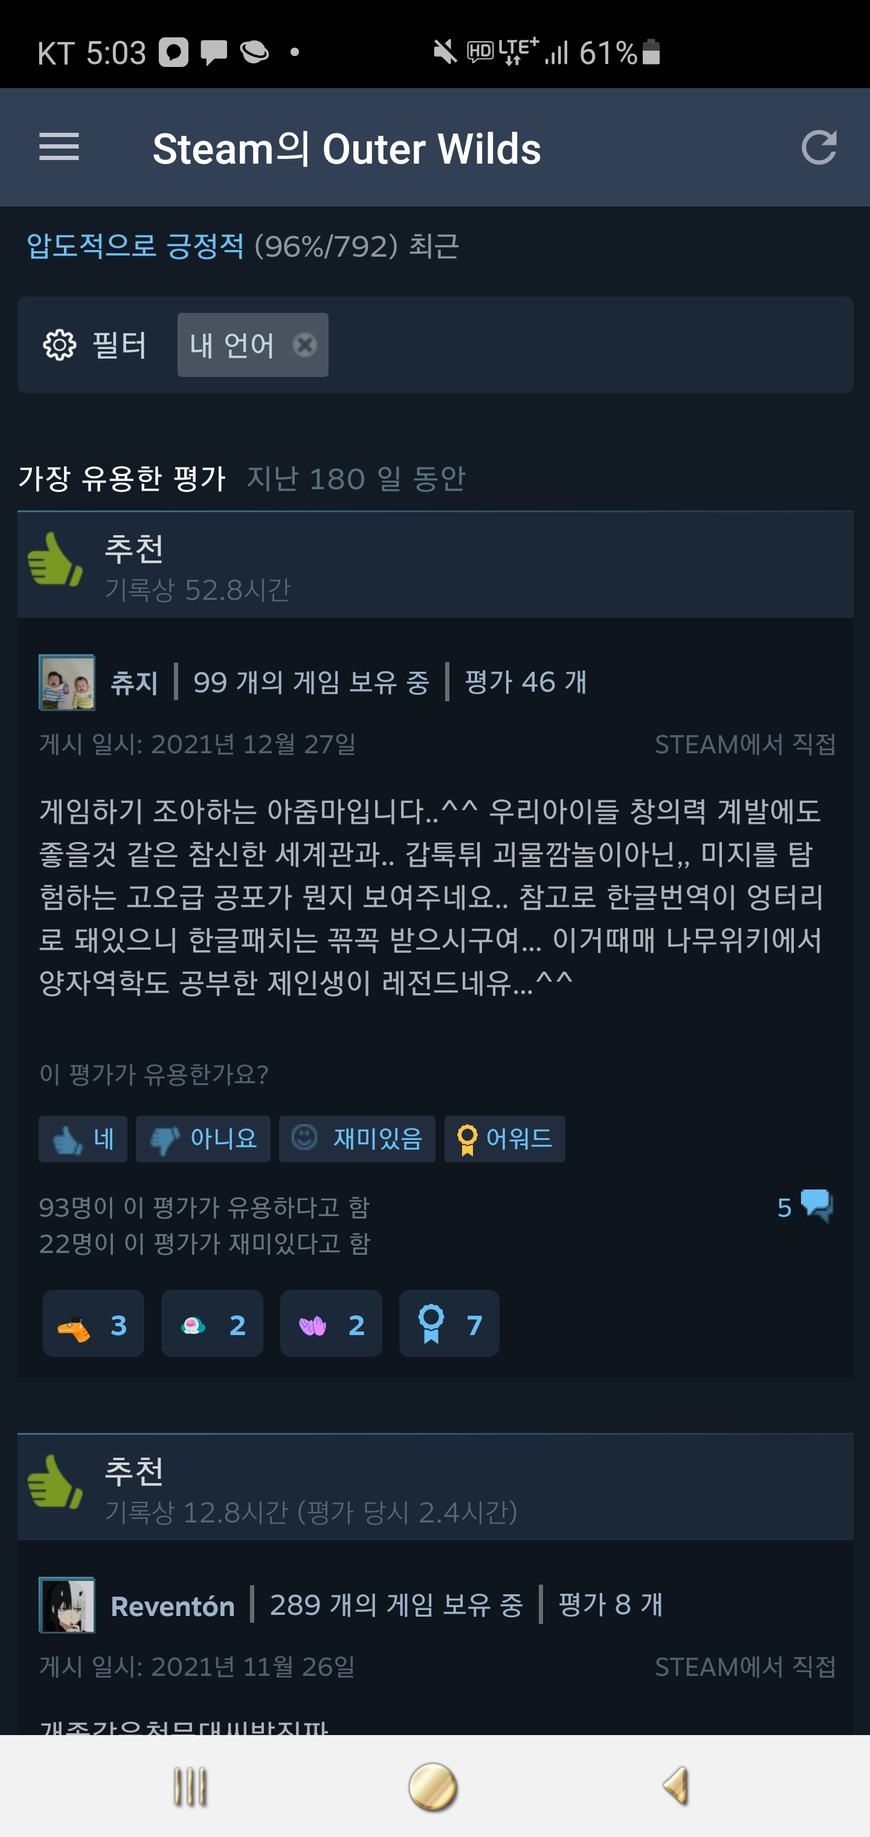 KT 5:03
HD LTE+ 61%
Steam의 Outer Wilds
압도적으로 긍정적 (96%/792) 최근
필터 내 언어
가장 유용한 평가 지난 180 일 동안
추천
기록상 52.8시간
츄지 | 99 개의 게임 보유 중 | 평가 46 개
게시 일시: 2021년 12월 27일 STEAM에서 직접
게임하기 조아하는 아줌마입니다..^^ 우리아이들 창의력 계발에도
좋을것 같은 참신한 세계관과.. 갑툭튀 괴물깜놀이아닌,, 미지를 탐
험하는 고오급 공포가 뭔지 보여주네요.. 참고로 한글번역이 엉터리
로 돼있으니 한글패치는 꼮꼭 받으시구여... 이거때매 나무위키에서
양자역학도 공부한 제인생이 레전드네유...^^
이 평가가 유용한가요?
네 아니요 재미있음 어워드
93명이 이 평가가 유용하다고 함 5
22명이 이 평가가 재미있다고 함
3 2 2 7
추천
기록상 12.8시간 (평가 당시 2.4시간)
Reventón | 289 개의 게임 보유 중 | 평가 8 개
게시 일시: 2021년 11월 26일 STEAM에서 직접